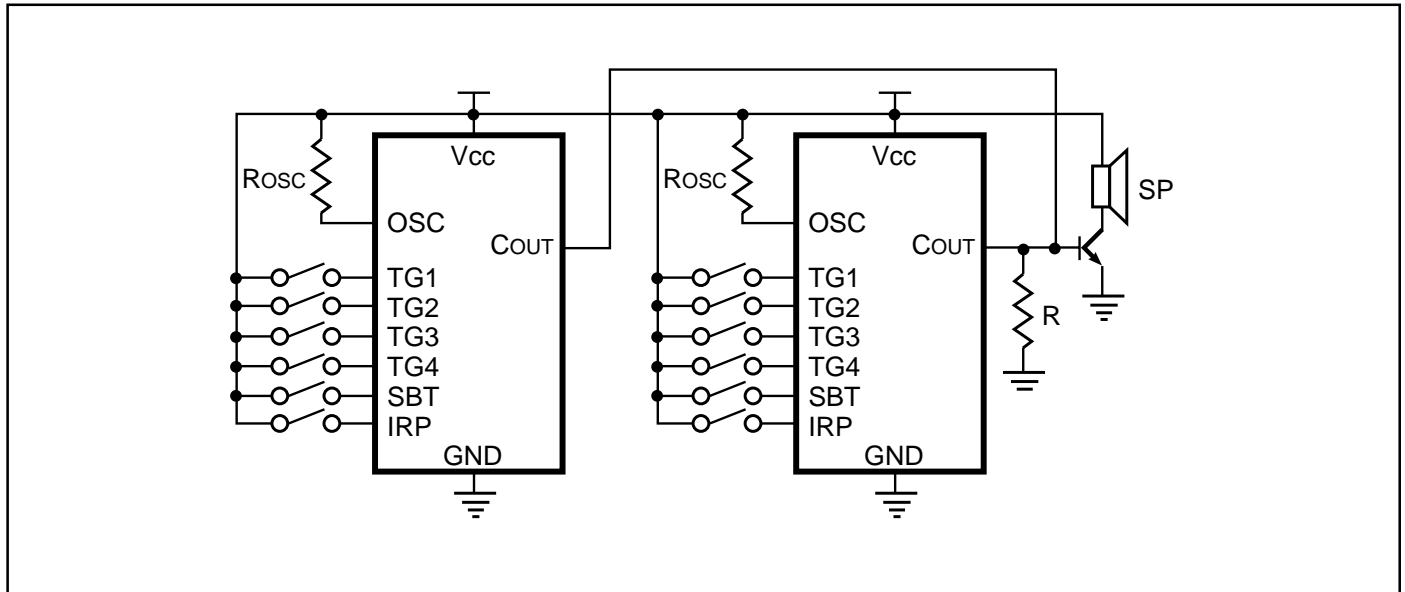 Vcc
ROSC
OSC
COUT
TG1
TG2
TG3
TG4
SBT
IRP
GND
Vcc
ROSC
OSC
COUT
TG1
TG2
TG3
TG4
SBT
IRP
GND
SP
R